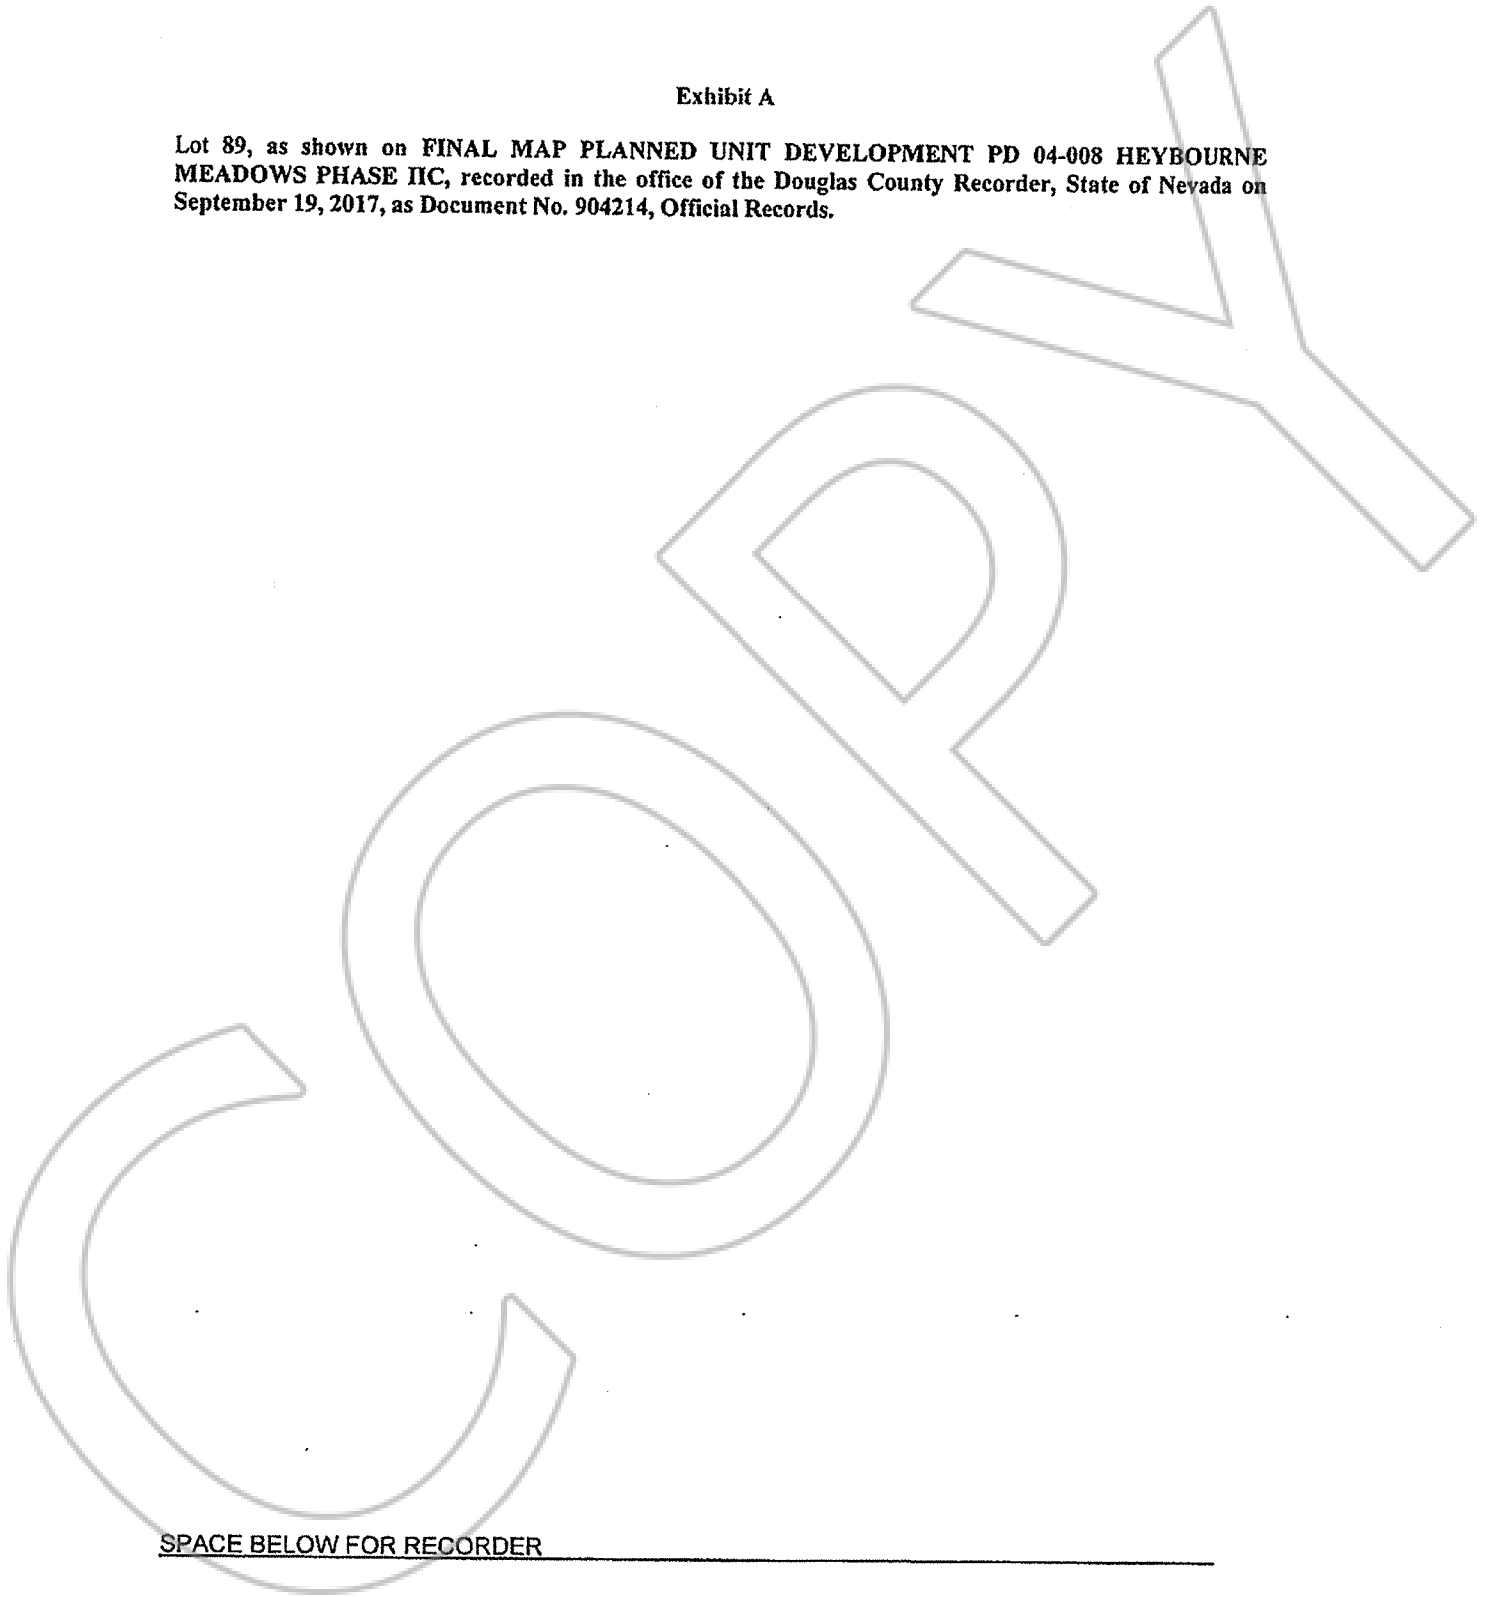 Exhibit A
Lot 89, as shown on FINAL MAP PLANNED UNIT DEVELOPMENT PD 04-008 HEYBOURNE
MEADOWS PHASE IIC, recorded in the office of the Douglas County Recorder, State of Nevada on
September 19, 2017, as Document No. 904214, Official Records.
COPY
SPACE BELOW FOR RECORDER